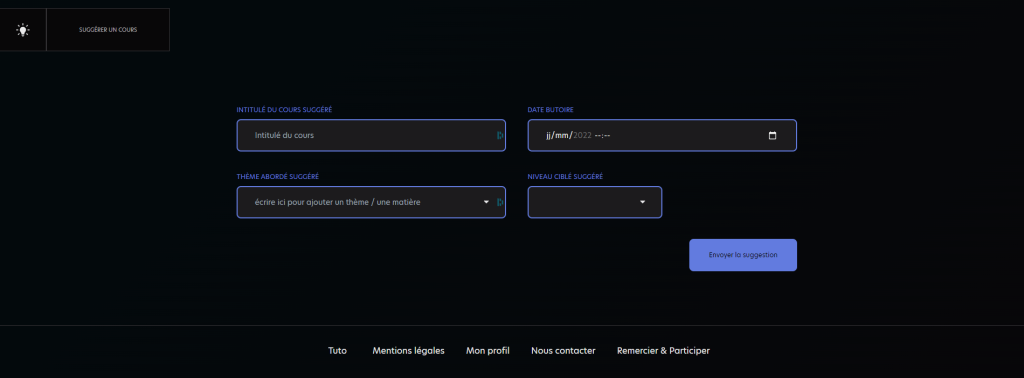 SUGGÉRER UN COURS
INTITULÉ DU COURS SUGGÉRÉ
DATE BUTOIRE
Intitulé du cours
jj/mm/2022 --:--
THÈME ABORDÉ SUGGÉRÉ
NIVEAU CIBLÉ SUGGÉRÉ
écrire ici pour ajouter un thème / une matière
Envoyer la suggestion
Tuto Mentions légales Mon profil Nous contacter Remercier & Participer